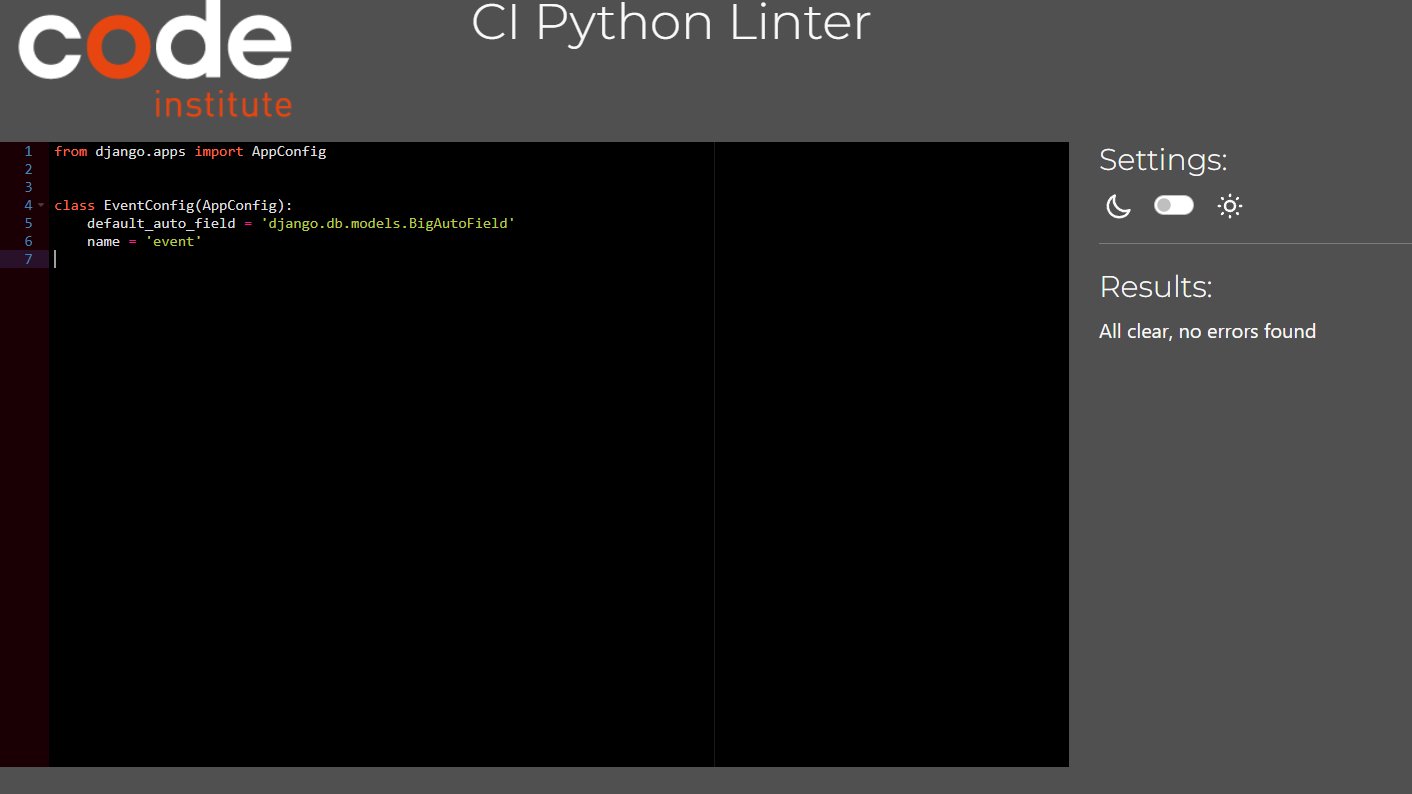 code
institute
CI Python Linter
1 from django.apps import AppConfig
2
3
4 class EventConfig(AppConfig):
5     default_auto_field = 'django.db.models.BigAutoField'
6     name = 'event'
7
Settings:
Results:
All clear, no errors found